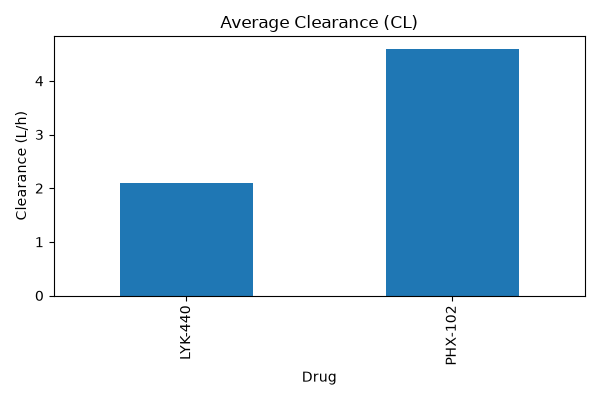 Average Clearance (CL)
Clearance (L/h)
4
3
2
1
0
LYK-440
PHX-102
Drug